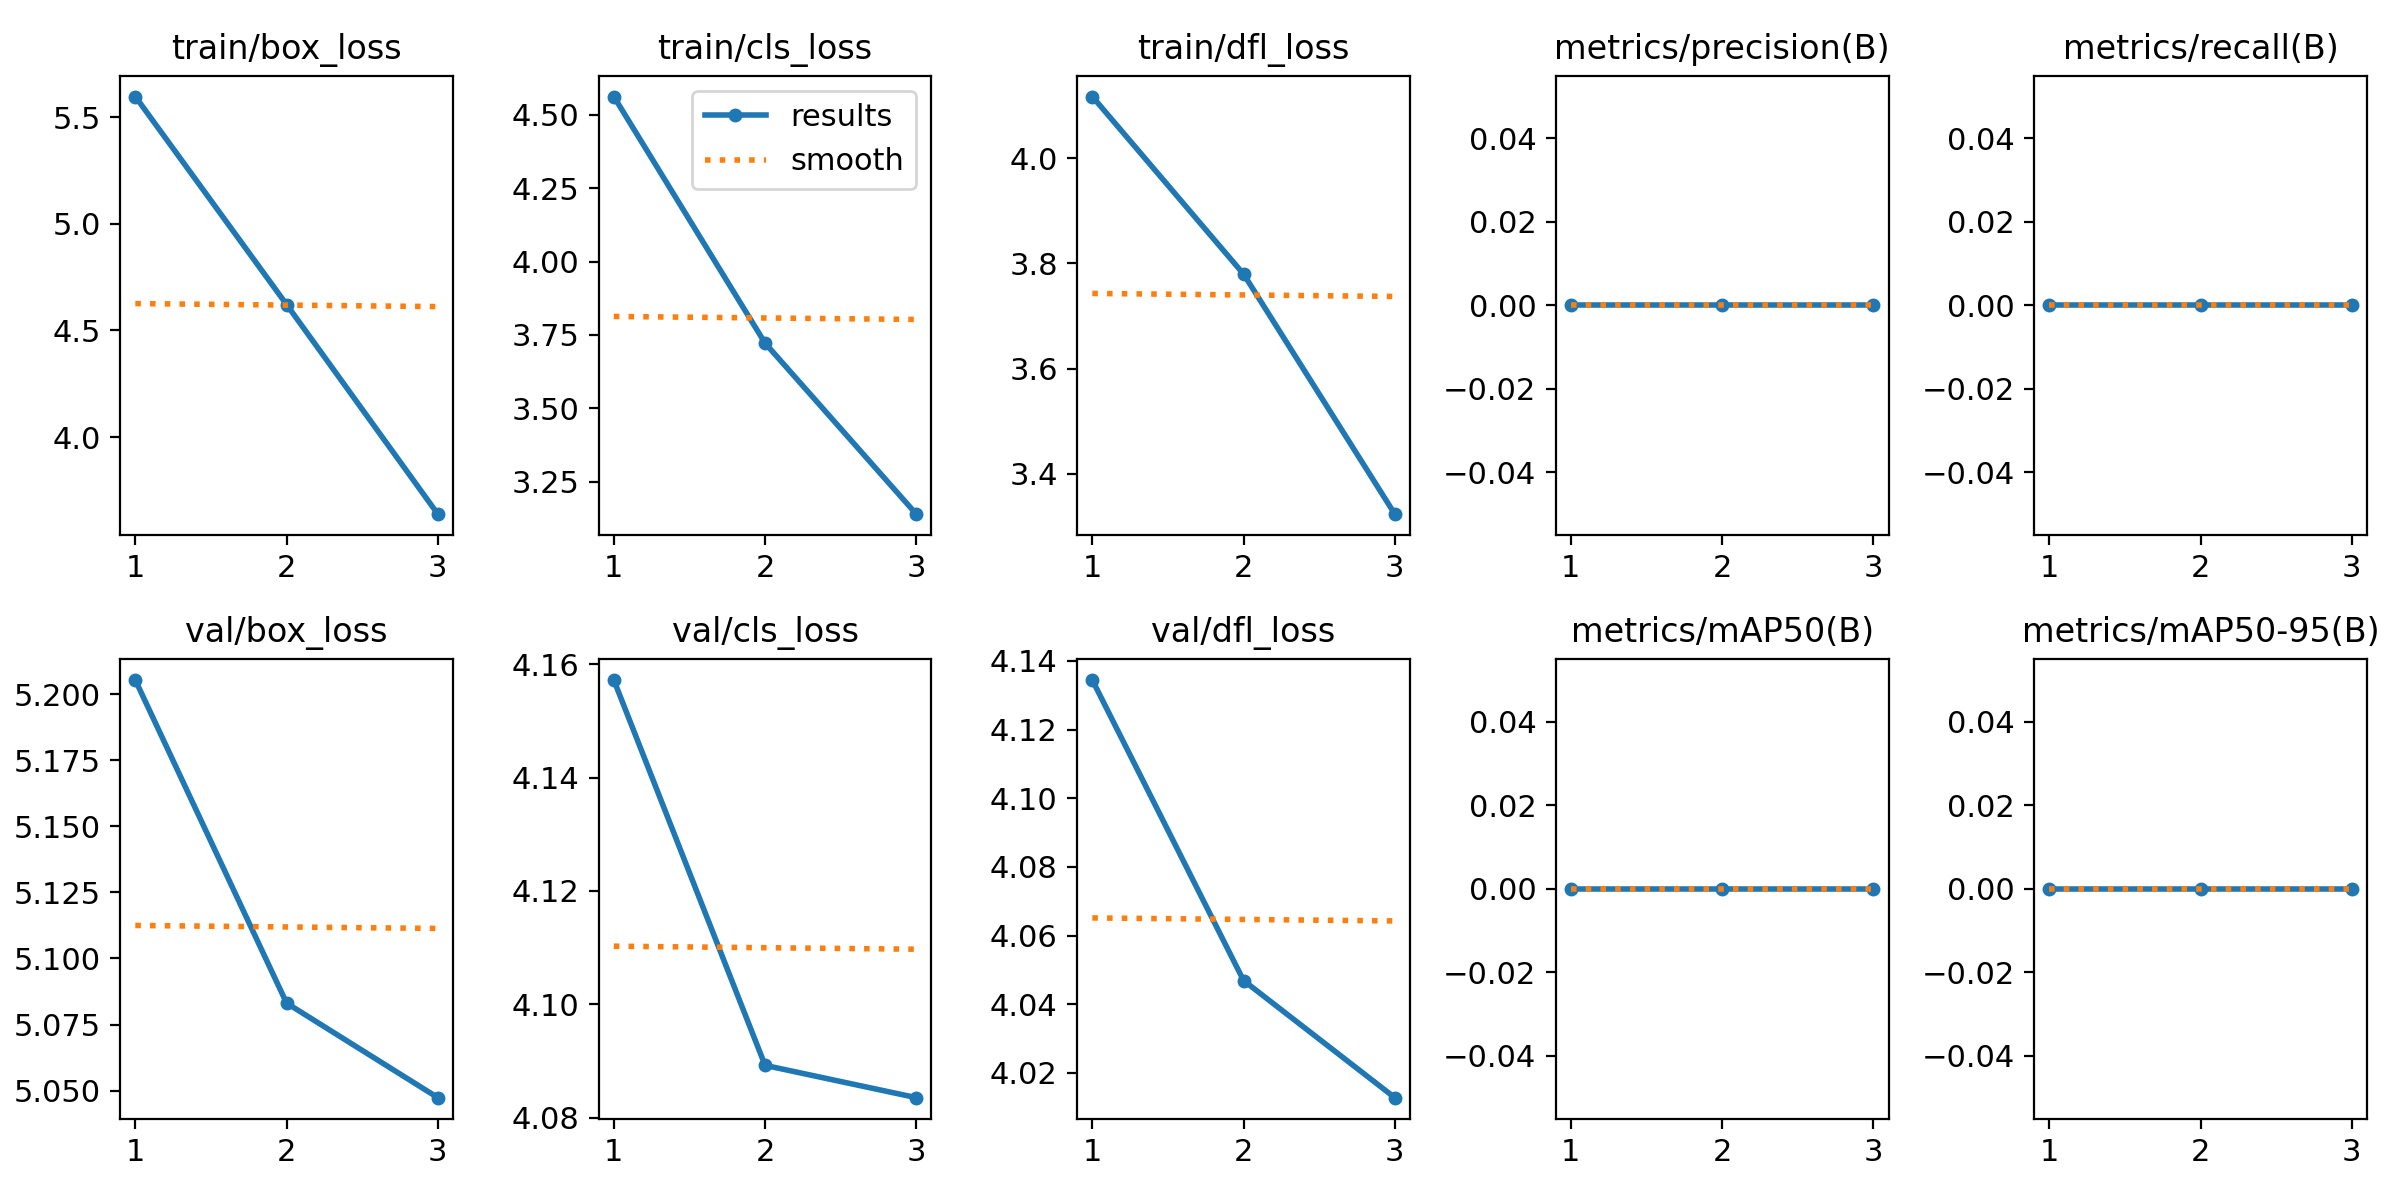 train/box_loss
train/cls_loss
train/dfl_loss
metrics/precision(B)
metrics/recall(B)
5.5
5.0
4.5
4.0
1 2 3
results
smooth
4.50
4.25
4.00
3.75
3.50
3.25
1 2 3
4.0
3.8
3.6
3.4
1 2 3
0.04
0.02
0.00
−0.02
−0.04
1 2 3
0.04
0.02
0.00
−0.02
−0.04
1 2 3
val/box_loss
val/cls_loss
val/dfl_loss
metrics/mAP50(B)
metrics/mAP50-95(B)
5.200
5.175
5.150
5.125
5.100
5.075
5.050
1 2 3
4.16
4.14
4.12
4.10
4.08
1 2 3
4.14
4.12
4.10
4.08
4.06
4.04
4.02
1 2 3
0.04
0.02
0.00
−0.02
−0.04
1 2 3
0.04
0.02
0.00
−0.02
−0.04
1 2 3